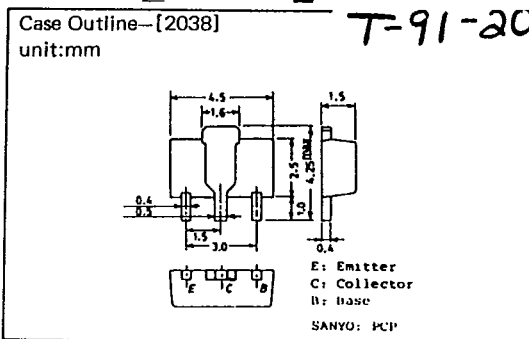 Case Outline—[2038]
T-91-20
unit:mm
4.5
1.6
1.5
2.5
4.25max
1.0
0.4
0.5
1.5
3.0
0.4
E C B
E: Emitter
C: Collector
B: Base
SANYO: PCP